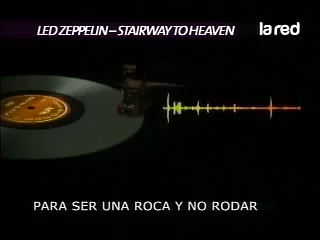 LED ZEPPELIN – STAIRWAY TO HEAVEN
la red
PARA SER UNA ROCA Y NO RODAR